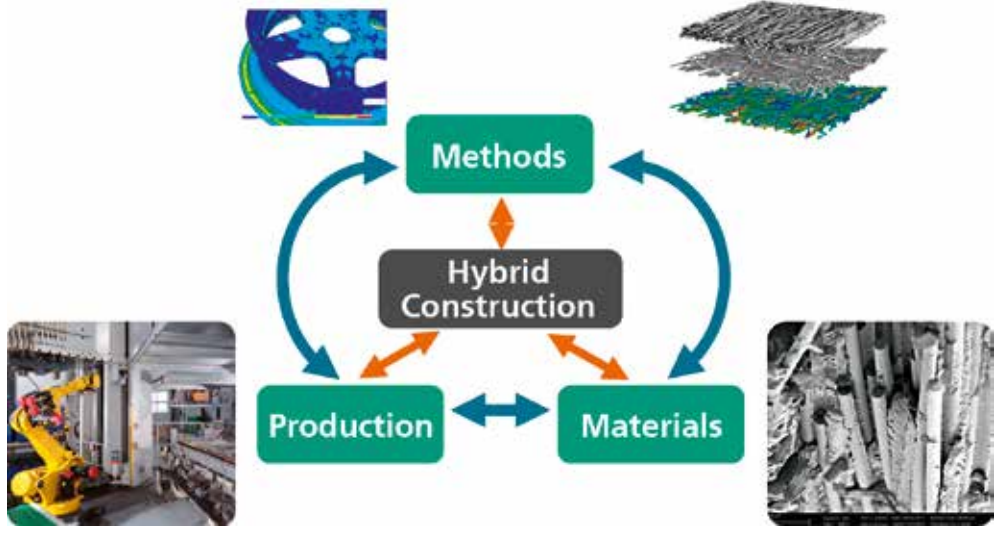 Methods
Hybrid
Construction
Production
Materials